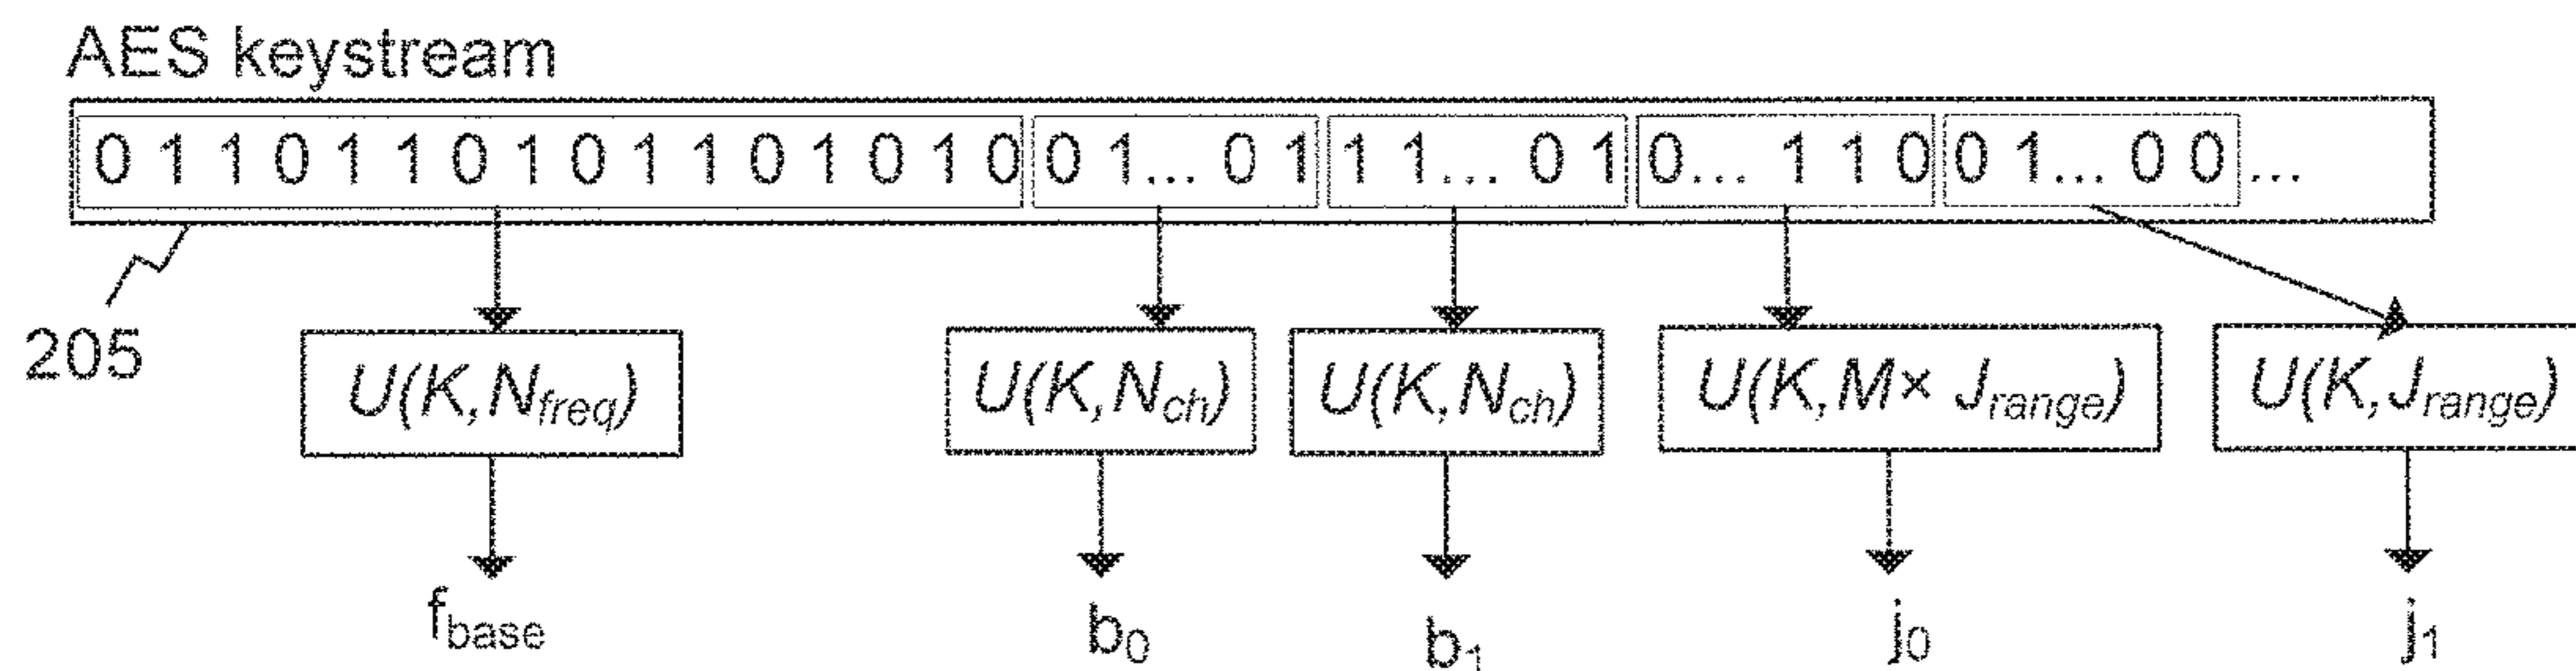 AES keystream
0 1 1 0 1 1 0 1 0 1 1 0 1 0 1 0 0 1... 0 1 1 1... 0 1 0... 1 1 0 0 1... 0 0 ...
205
U(K,N_freq) U(K,N_ch) U(K,N_ch) U(K,M× J_range) U(K,J_range)
f_base b_0 b_1 j_0 j_1